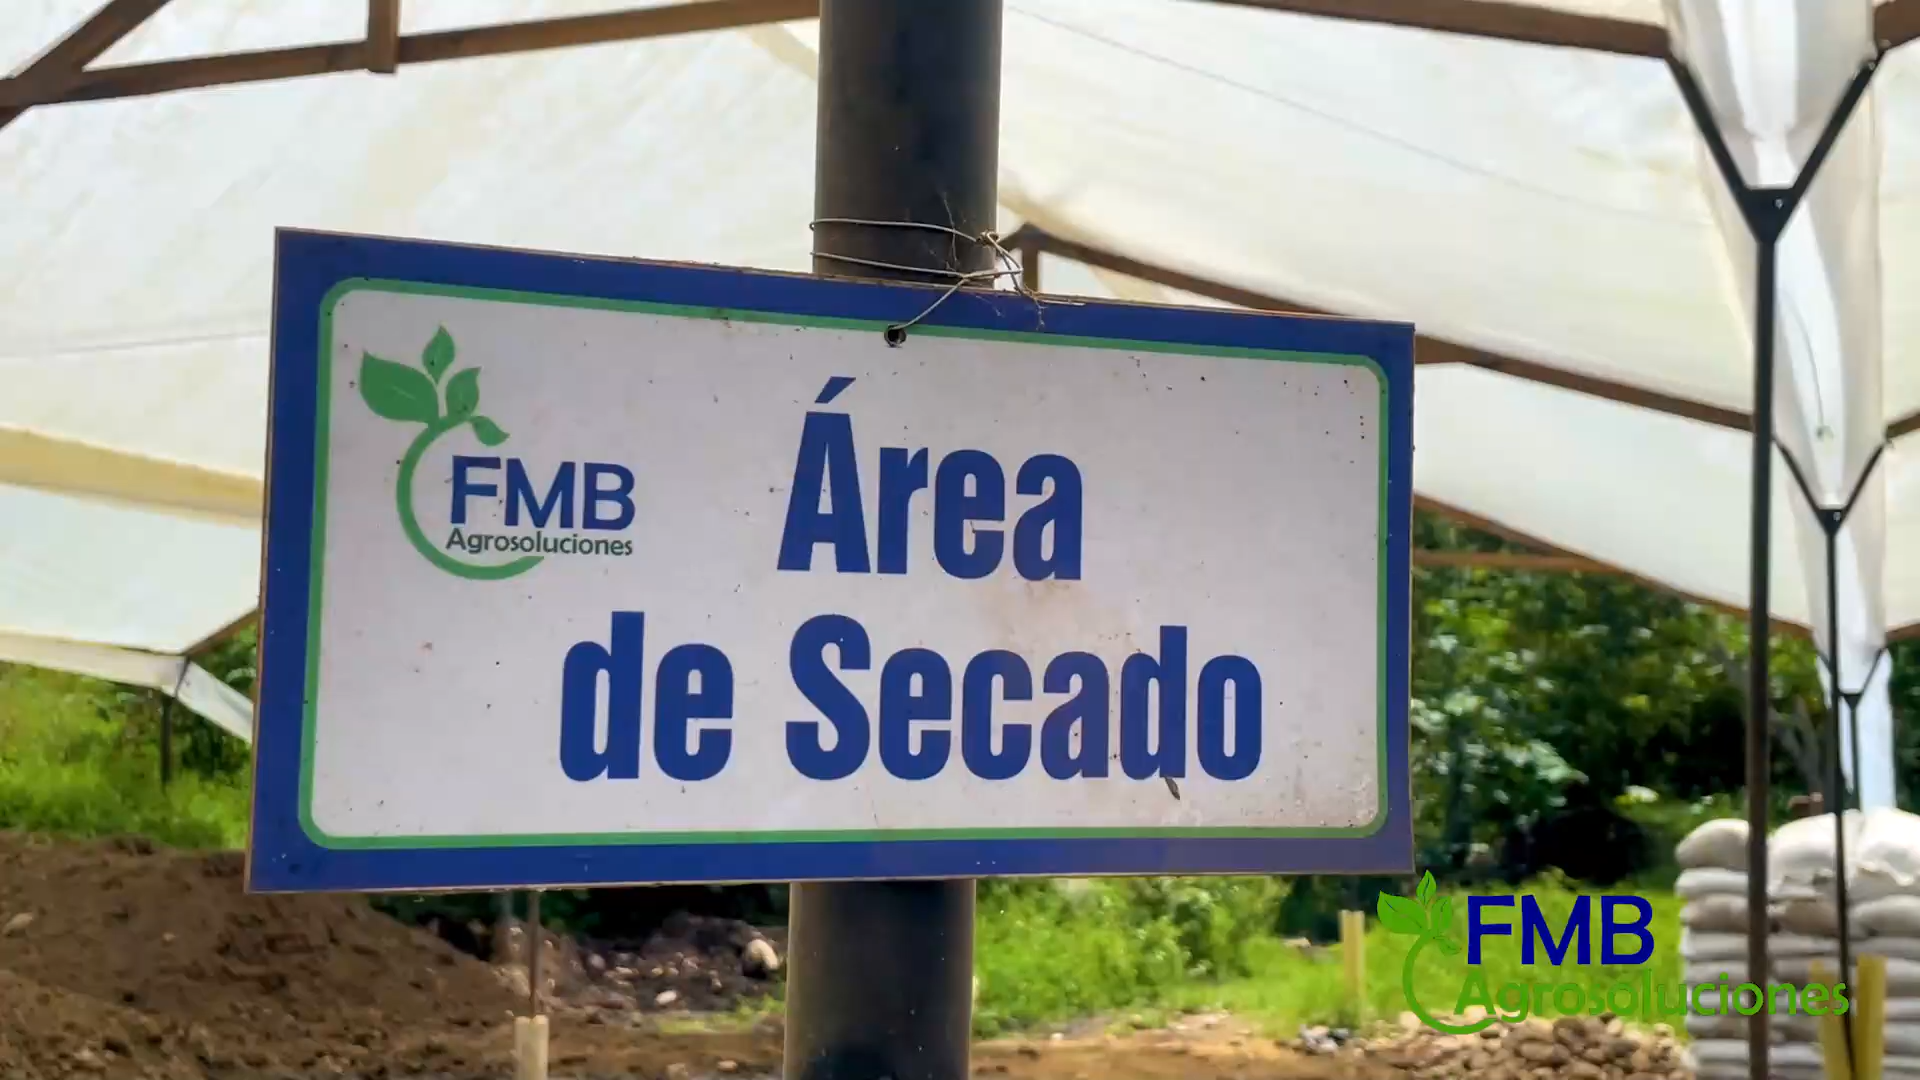 FMB
Agrosoluciones
Área
de Secado
FMB
Agrosoluciones